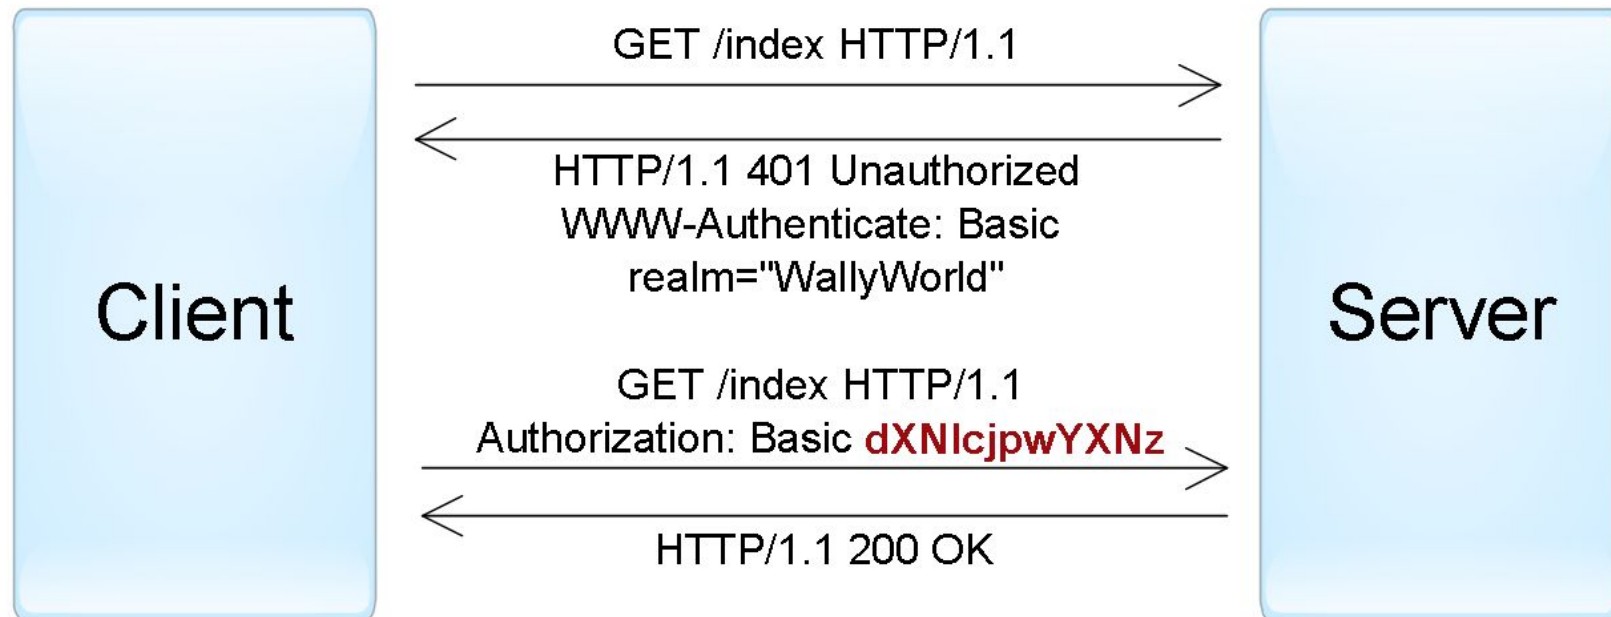 GET /index HTTP/1.1
HTTP/1.1 401 Unauthorized
WWW-Authenticate: Basic
realm="WallyWorld"
Client
Server
GET /index HTTP/1.1
Authorization: Basic dXNlcjpwYXNz
HTTP/1.1 200 OK